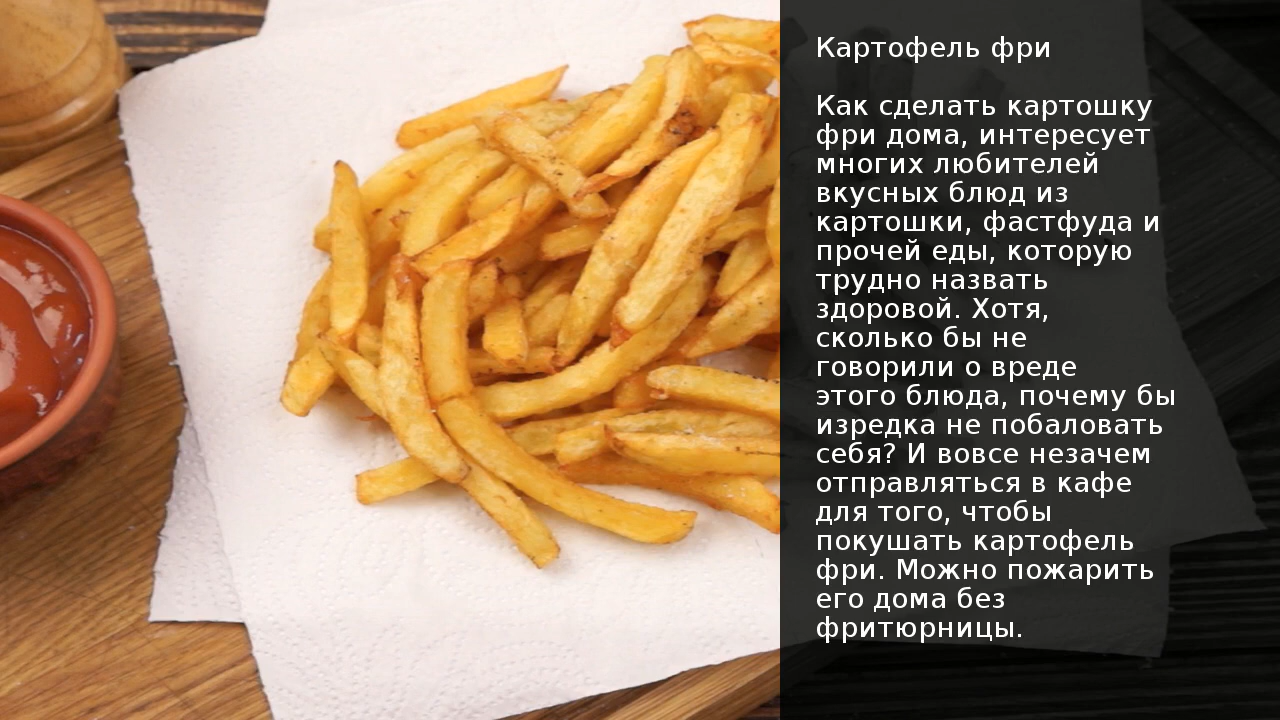 Картофель фри
Как сделать картошку
фри дома, интересует
многих любителей
вкусных блюд из
картошки, фастфуда и
прочей еды, которую
трудно назвать
здоровой. Хотя,
сколько бы не
говорили о вреде
этого блюда, почему бы
изредка не побаловать
себя? И вовсе незачем
отправляться в кафе
для того, чтобы
покушать картофель
фри. Можно пожарить
его дома без
фритюрницы.